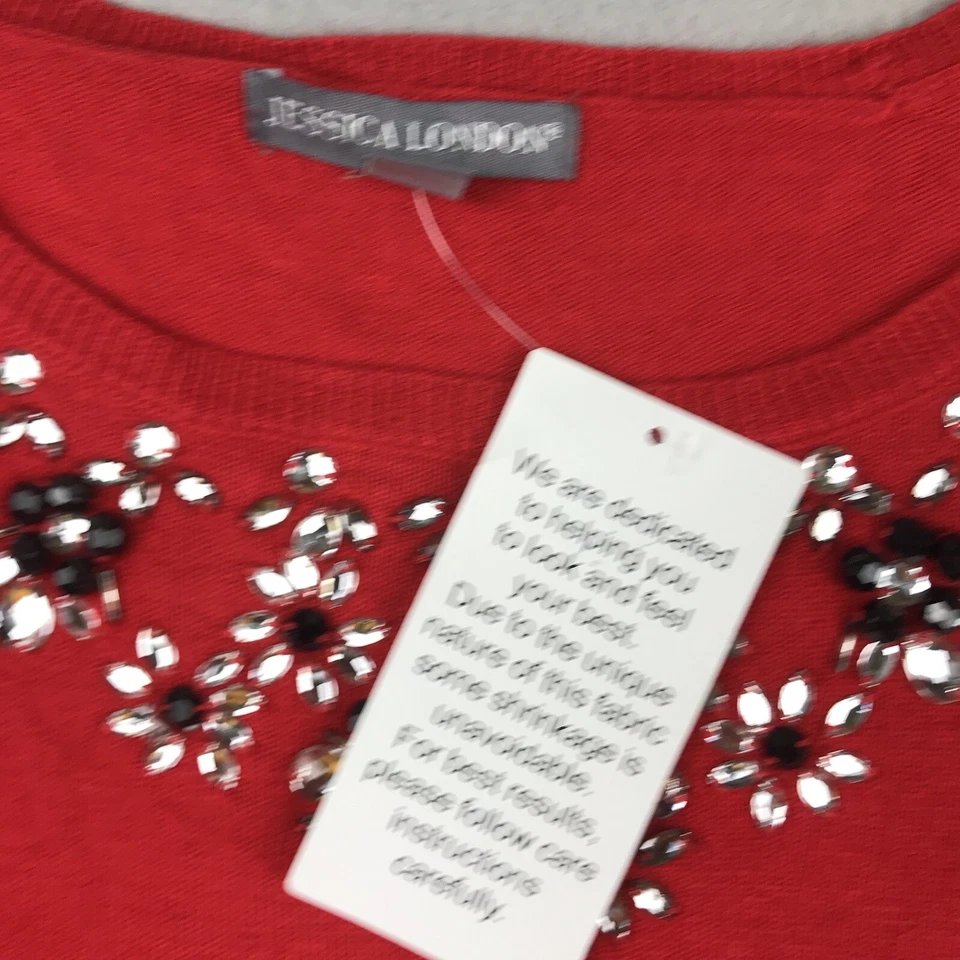 JESSICA LONDON®
We are dedicated
to helping you
to look and feel
your best.
Due to the unique
nature of this fabric
some shrinkage is
unavoidable.
For best results,
please follow care
instructions
carefully.